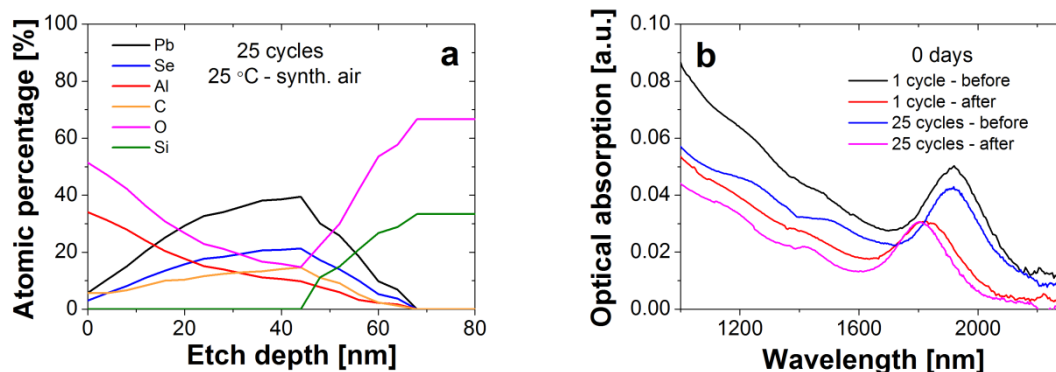 a
25 cycles
25 °C - synth. air
Pb
Se
Al
C
O
Si
Atomic percentage [%]
100
80
60
40
20
0
0 20 40 60 80
Etch depth [nm]
b
0 days
1 cycle - before
1 cycle - after
25 cycles - before
25 cycles - after
Optical absorption [a.u.]
0.10
0.08
0.06
0.04
0.02
0.00
1200 1600 2000
Wavelength [nm]